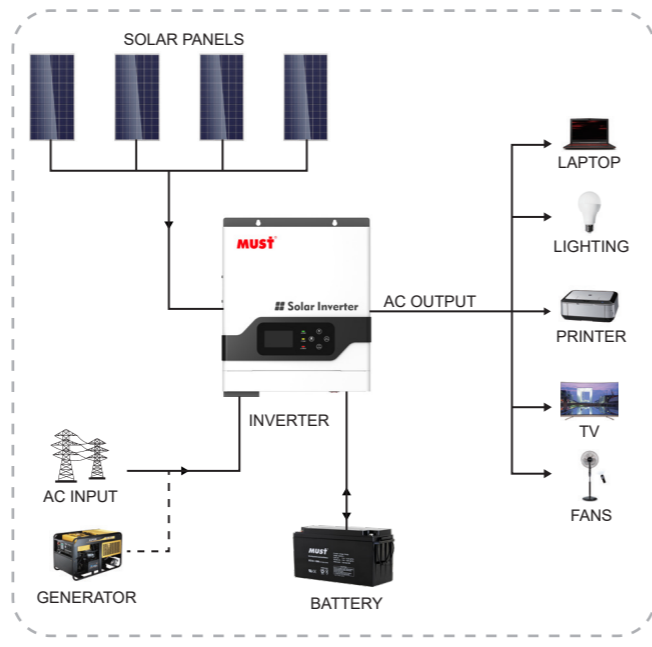 SOLAR PANELS
LAPTOP
LIGHTING
MUST
Solar Inverter
AC OUTPUT
PRINTER
INVERTER
TV
AC INPUT
FANS
MUST
GENERATOR
BATTERY